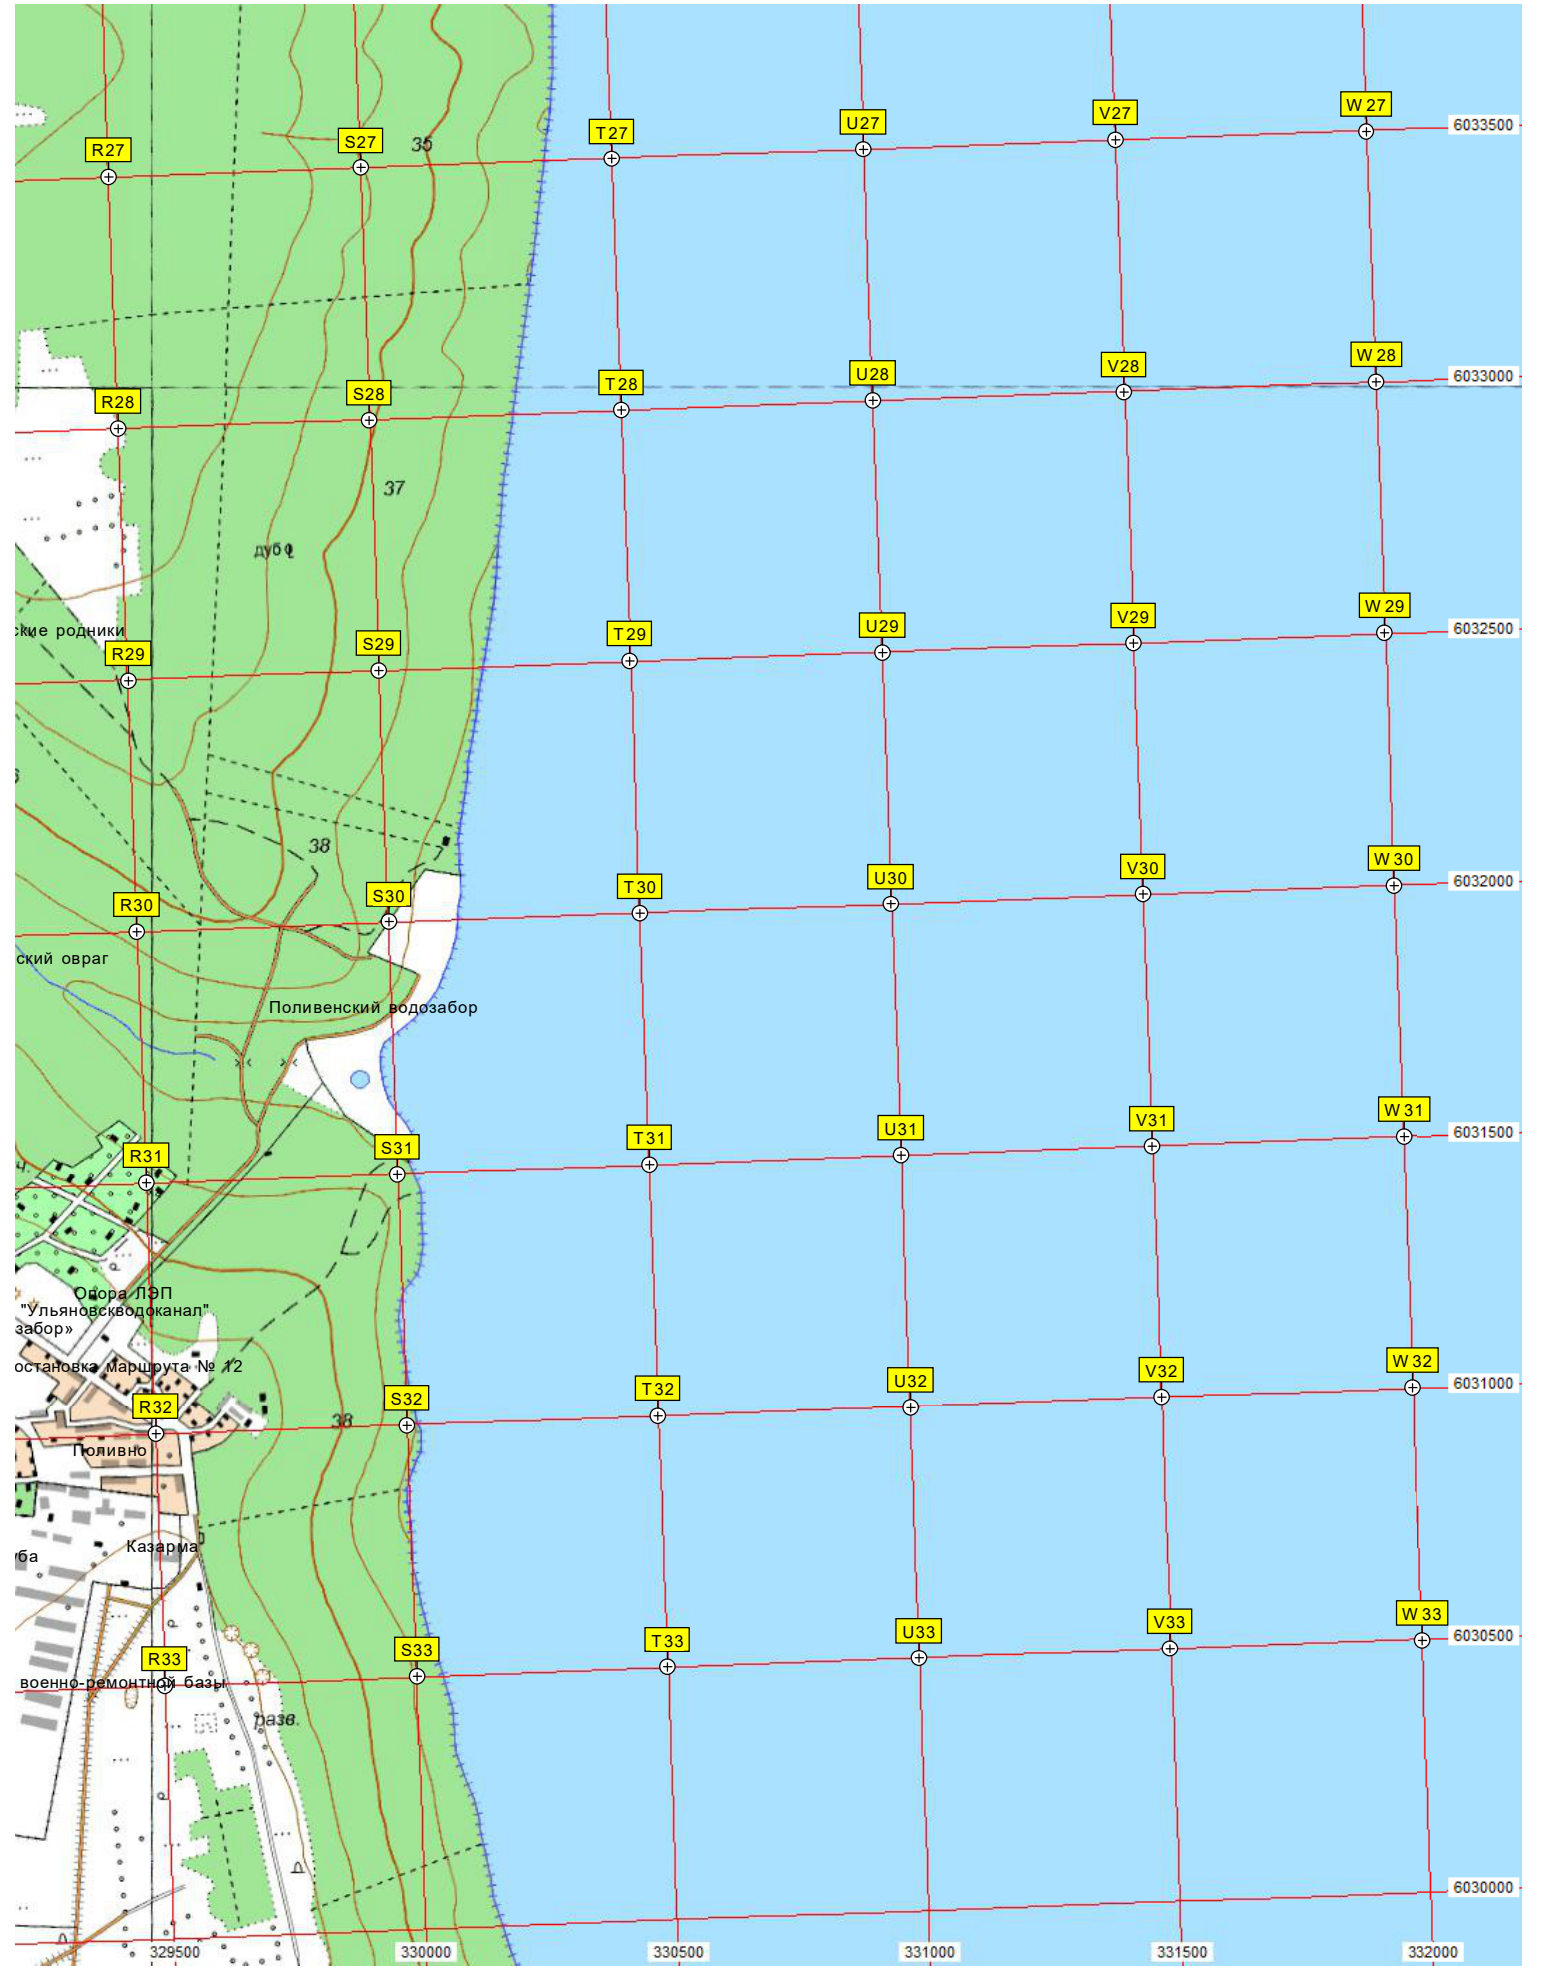 W 27
V27
6033500
U27
T27
S27
35
R27
W 28
V28
6033000
U28
T28
S28
R28
37
дуб
W 29
V29
6032500
U29
T29
ские родники
S29
R29
38
W 30
V30
6032000
U30
T30
S30
R30
ский овраг
Поливенский водозабор
W 31
V31
6031500
U31
T31
S31
R31
ч.
Опора ЛЭП
"Ульяновскводоканал"
забор»
остановка маршрута № 12
W 32
V32
6031000
U32
T32
S32
R32
38
Поливно
Казарма
уба
W 33
V33
6030500
U33
T33
S33
R33
военно-ремонтной базы
разв.
6030000
329500
330000
330500
331000
331500
332000